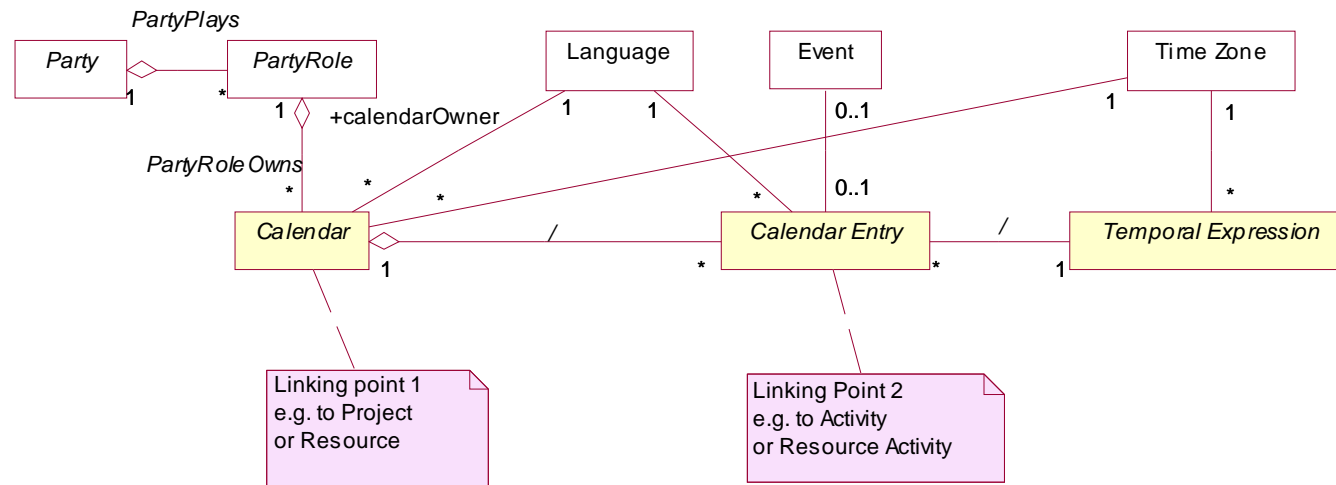 PartyPlays
Party
PartyRole
Language
Event
Time Zone
1
*
1
+calendarOwner
1
1
0..1
1
1
PartyRoleOwns
*
*
*
*
0..1
*
Calendar
/
Calendar Entry
/
Temporal Expression
1
*
*
1
Linking point 1
e.g. to Project
or Resource
Linking Point 2
e.g. to Activity
or Resource Activity